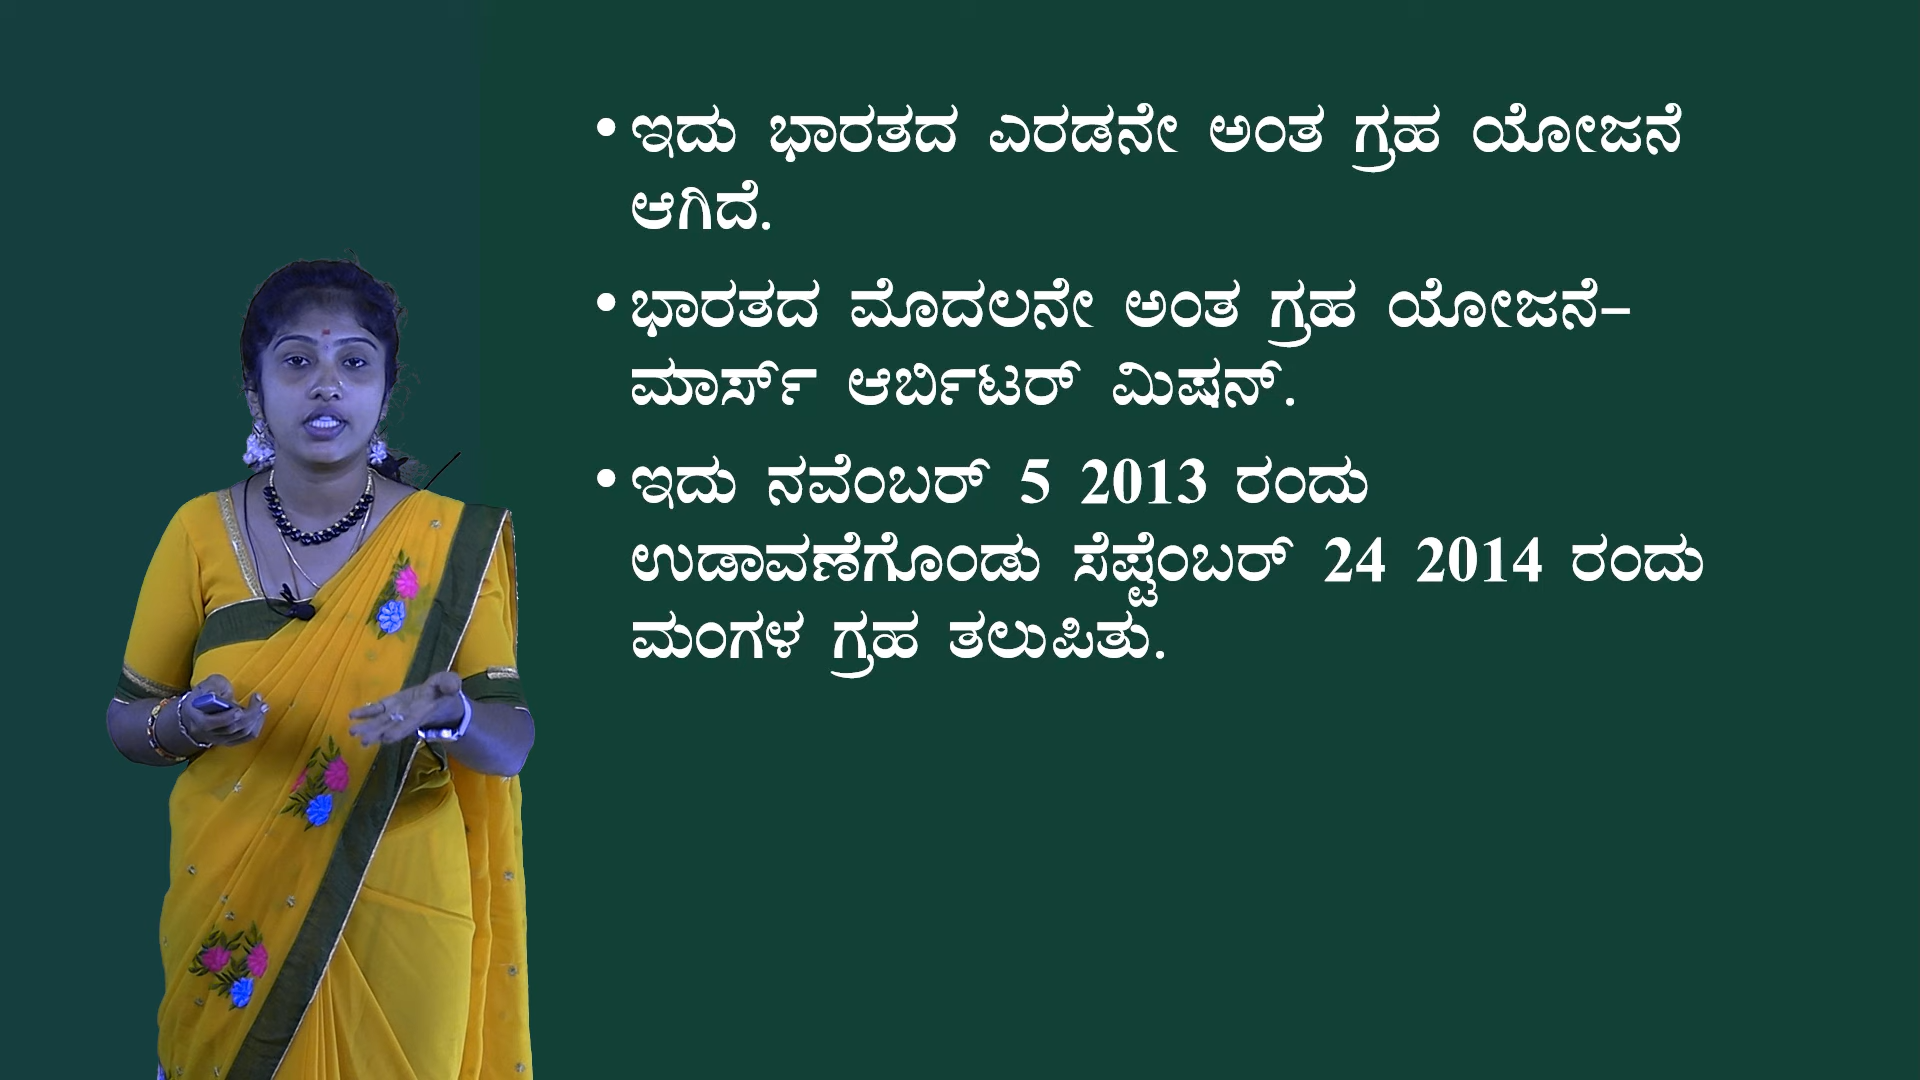 • ಇದು ಭಾರತದ ಎರಡನೇ ಅಂತ ಗ್ರಹ ಯೋಜನೆ
ಆಗಿದೆ.
• ಭಾರತದ ಮೊದಲನೇ ಅಂತ ಗ್ರಹ ಯೋಜನೆ–
ಮಾರ್ಸ್ ಆರ್ಬಿಟರ್ ಮಿಷನ್.
• ಇದು ನವೆಂಬರ್ 5 2013 ರಂದು
ಉಡಾವಣೆಗೊಂಡು ಸೆಪ್ಟೆಂಬರ್ 24 2014 ರಂದು
ಮಂಗಳ ಗ್ರಹ ತಲುಪಿತು.